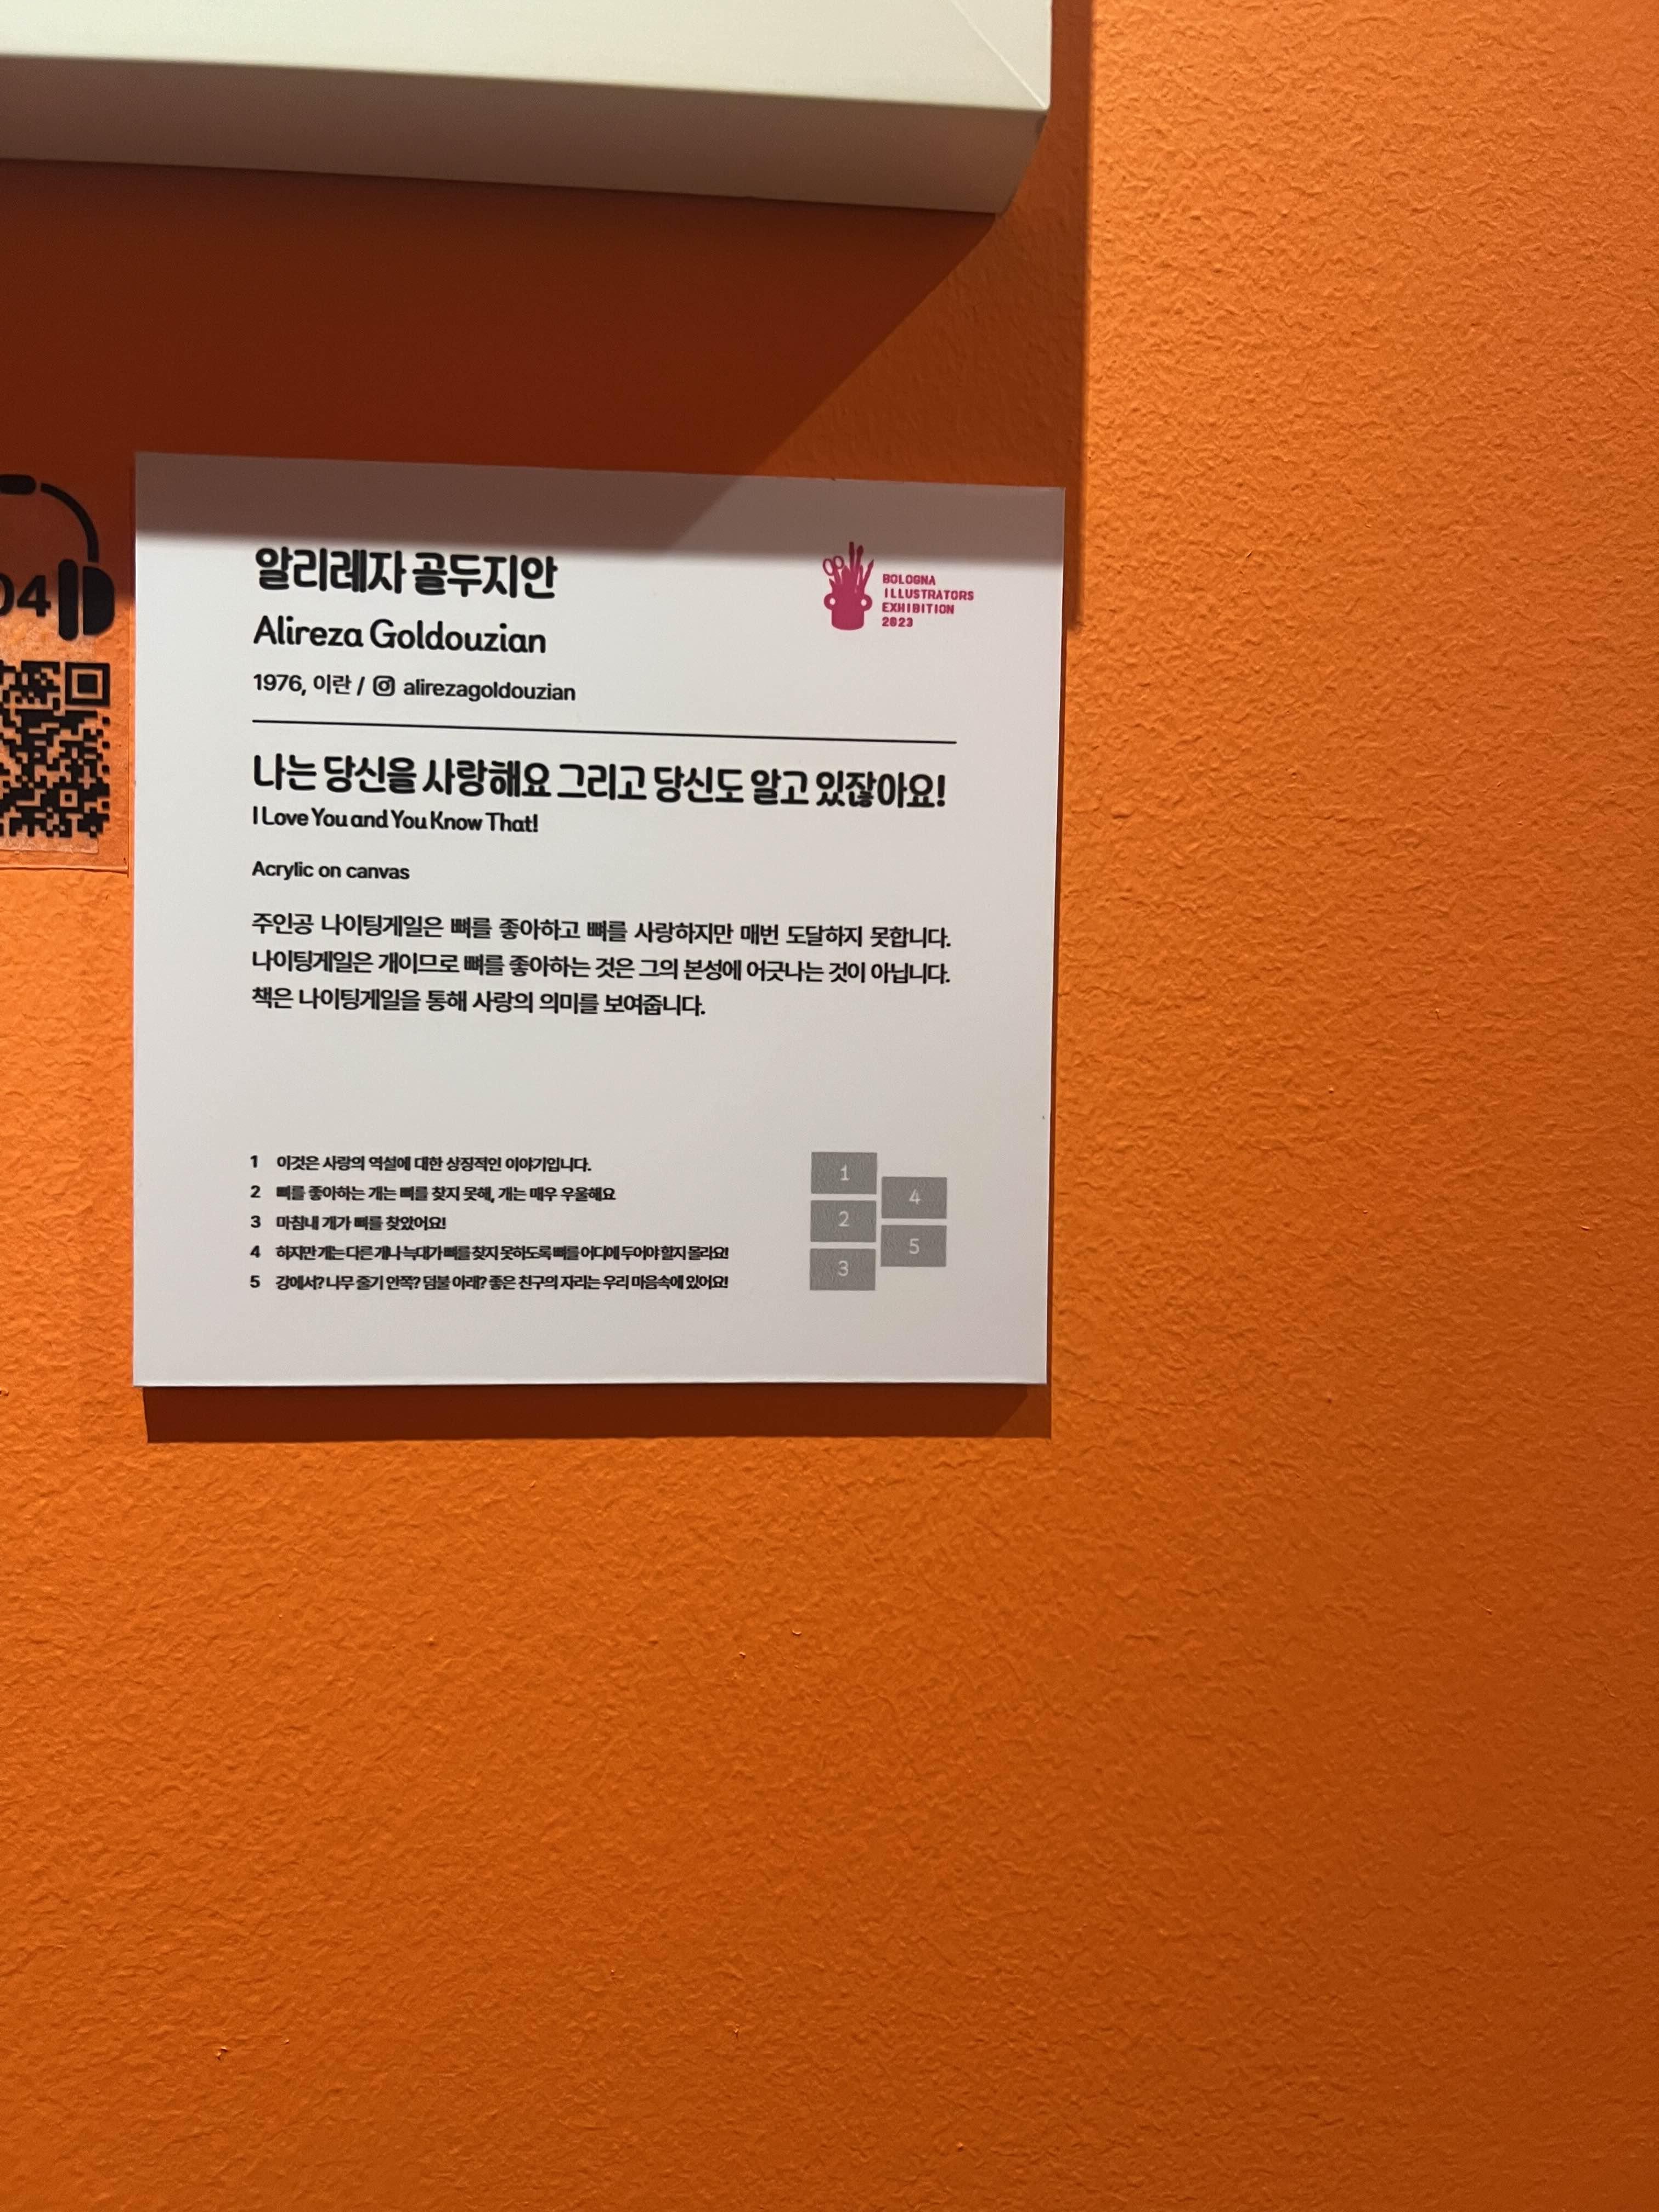 04
알리레자 골두지안
Alireza Goldouzian
1976, 이란 / alirezagoldouzian
BOLOGNA
ILLUSTRATORS
EXHIBITION
2023
나는 당신을 사랑해요 그리고 당신도 알고 있잖아요!
I Love You and You Know That!
Acrylic on canvas
주인공 나이팅게일은 뼈를 좋아하고 뼈를 사랑하지만 매번 도달하지 못합니다.
나이팅게일은 개이므로 뼈를 좋아하는 것은 그의 본성에 어긋나는 것이 아닙니다.
책은 나이팅게일을 통해 사랑의 의미를 보여줍니다.
1 이것은 사랑의 역설에 대한 상징적인 이야기입니다.
2 뼈를 좋아하는 개는 뼈를 찾지 못해, 개는 매우 우울해요
3 마침내 개가 뼈를 찾았어요!
4 하지만 개는 다른 개나 늑대가 뼈를 찾지 못하도록 뼈를 어디에 두어야 할지 몰라요!
5 강에서? 나무 줄기 안쪽? 덤불 아래? 좋은 친구의 자리는 우리 마음속에 있어요!
1
4
2
5
3